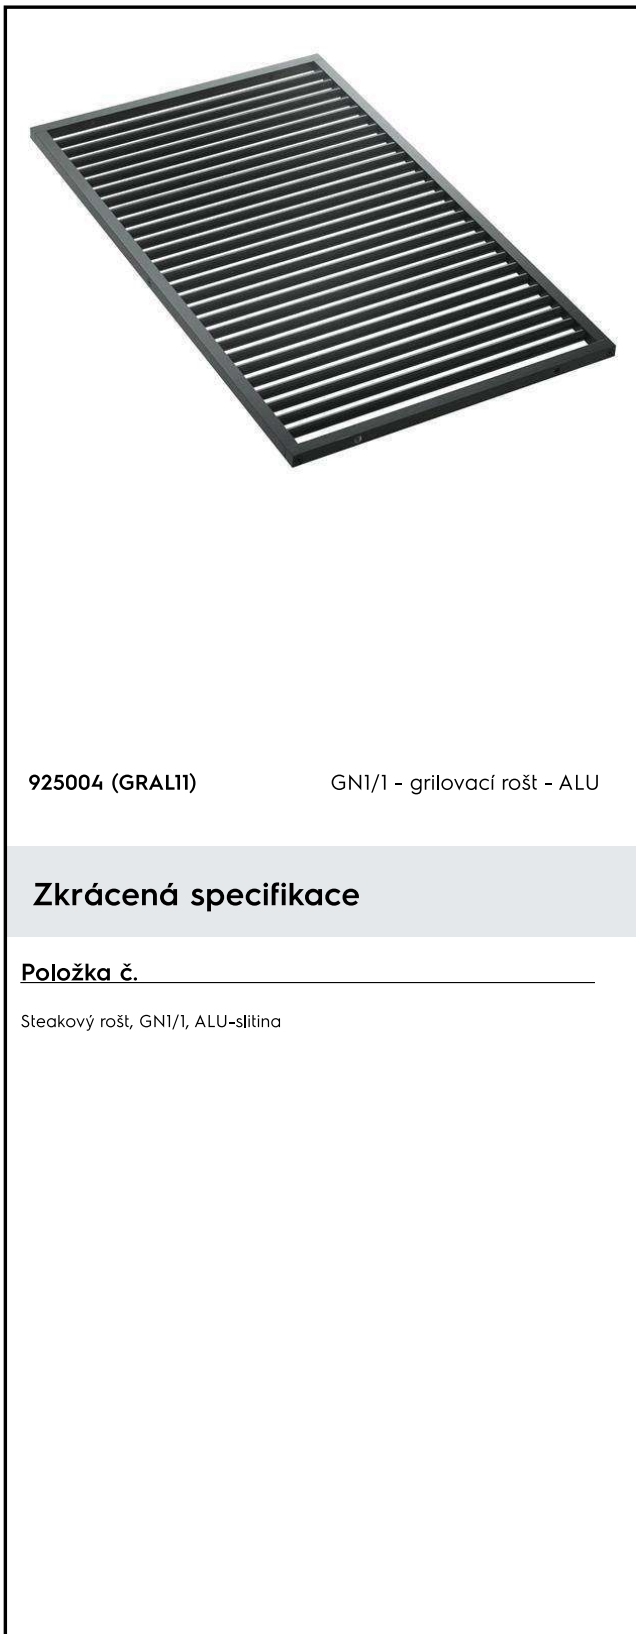 925004 (GRAL11) GN1/1 - grilovací rošt - ALU
Zkrácená specifikace
Položka č.
Steakový rošt, GN1/1, ALU-slitina